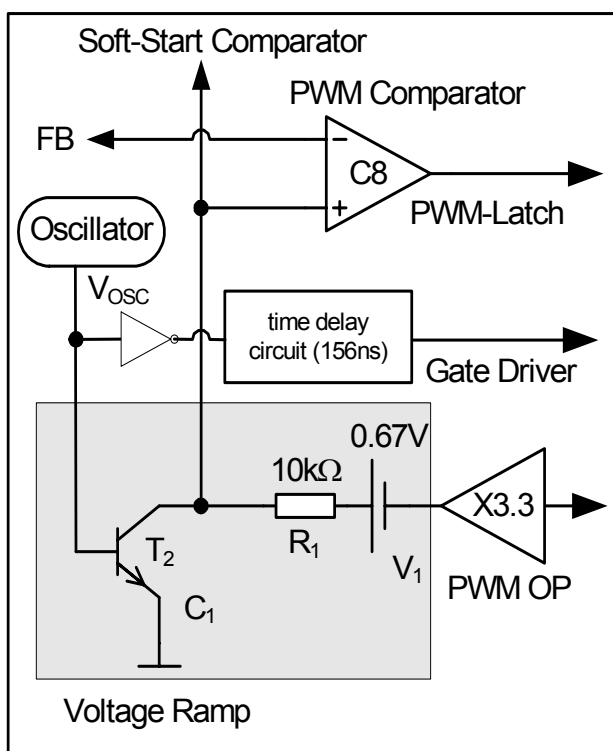 Soft-Start Comparator
PWM Comparator
FB
C8
PWM-Latch
Oscillator
V_OSC
time delay
circuit (156ns)
Gate Driver
0.67V
10kΩ
X3.3
R₁
T₂
V₁
PWM OP
C₁
Voltage Ramp